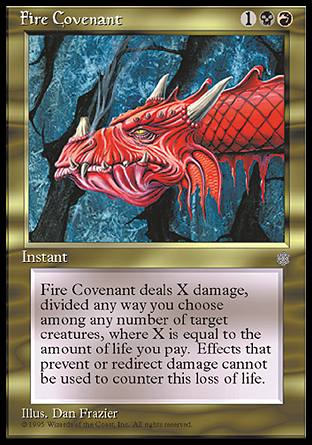 Fire Covenant 1
Instant
Fire Covenant deals X damage,
divided any way you choose
among any number of target
creatures, where X is equal to the
amount of life you pay. Effects that
prevent or redirect damage cannot
be used to counter this loss of life.
Illus. Dan Frazier
©1995 Wizards of the Coast, Inc. All rights reserved.